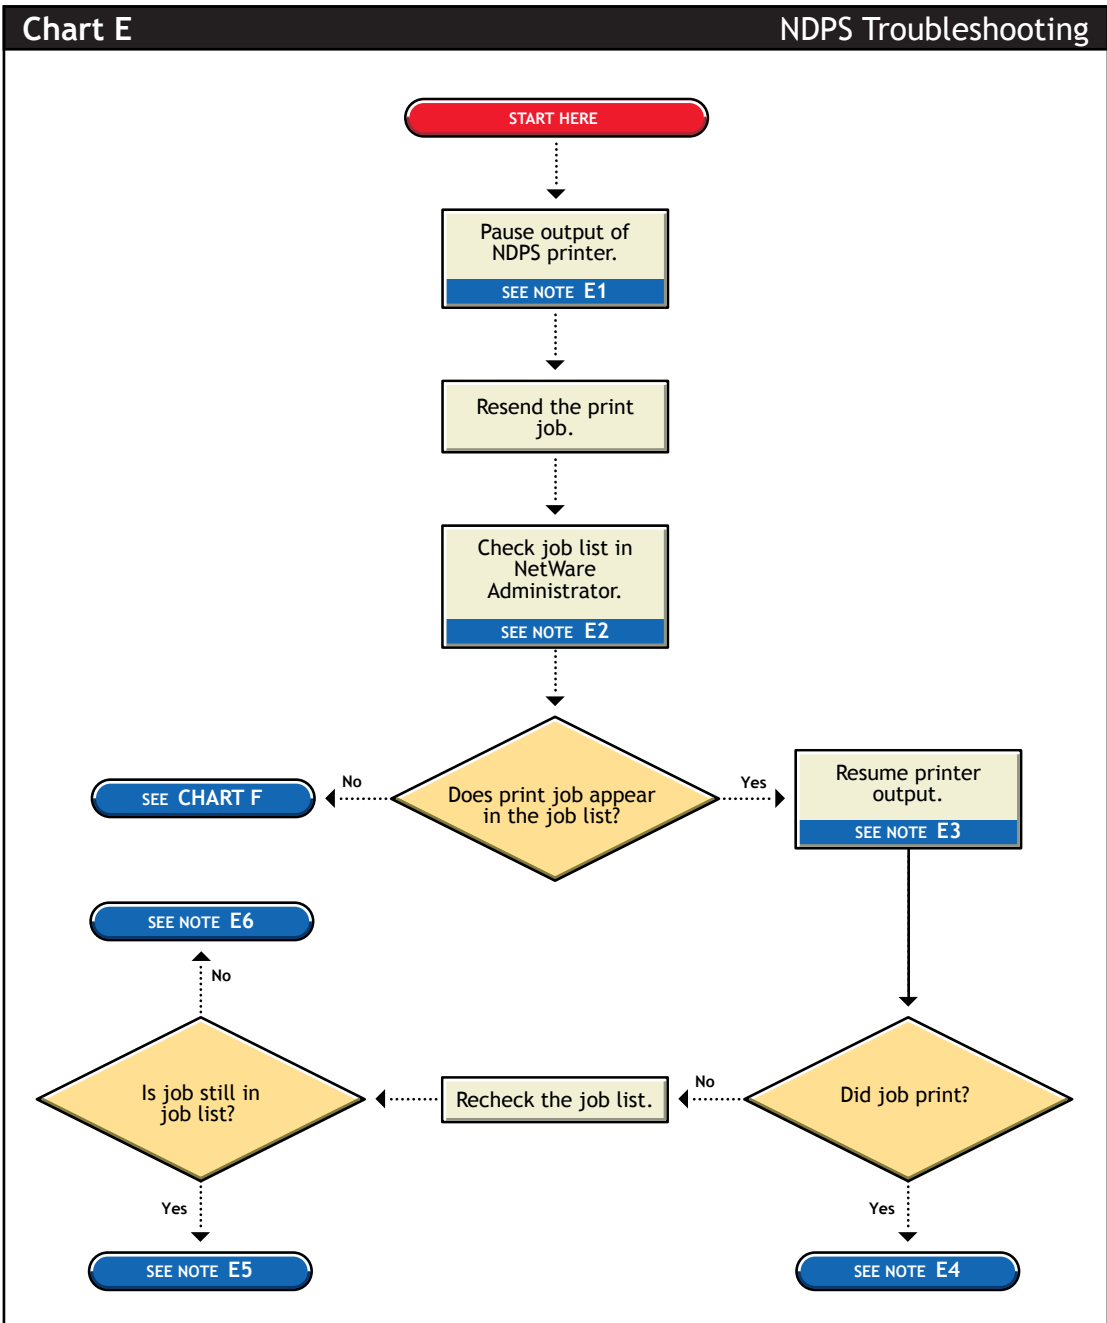 Chart E
NDPS Troubleshooting
START HERE
Pause output of
NDPS printer.
SEE NOTE E1
Resend the print
job.
Check job list in
NetWare
Administrator.
SEE NOTE E2
Does print job appear
in the job list?
No
SEE CHART F
Yes
Resume printer
output.
SEE NOTE E3
Did job print?
No
Recheck the job list.
Is job still in
job list?
No
SEE NOTE E6
Yes
SEE NOTE E5
Yes
SEE NOTE E4